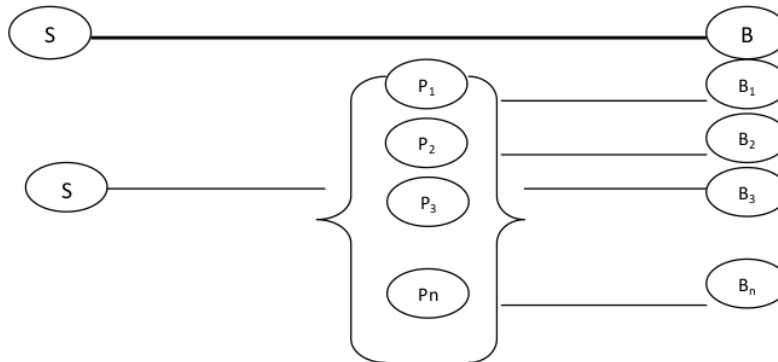 S B
P₁ B₁
P₂ B₂
S P₃ B₃
Pn Bₙ